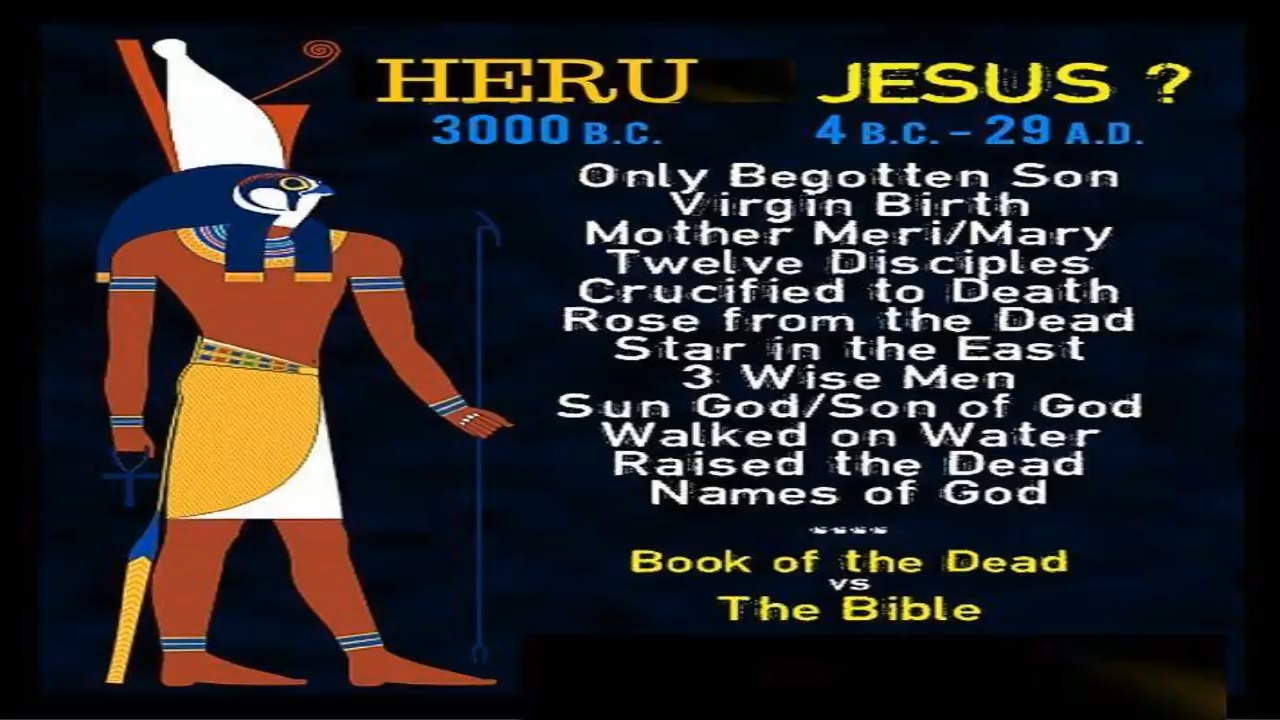 HERU
3000 B.C.
JESUS ?
4 B.C. - 29 A.D.
Only Begotten Son
Virgin Birth
Mother Meri/Mary
Twelve Disciples
Crucified to Death
Rose from the Dead
Star in the East
3 Wise Men
Sun God/Son of God
Walked on Water
Raised the Dead
Names of God
~~~~
Book of the Dead
vs
The Bible